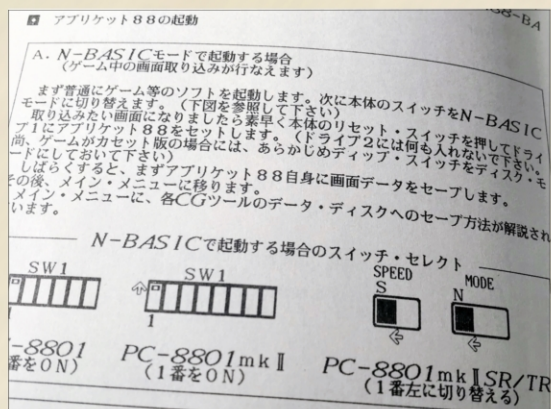 88-BA
アプリケット88の起動
A. N-BASICモードで起動する場合
(ゲーム中の画面取り込みが行なえます)
まず普通にゲーム等のソフトを起動します。次に本体のスイッチをN-BASIC
モードに切り替えます。(下図を参照して下さい)
取り込みたい画面になりましたら素早く本体のリセット・スイッチを押してドライ
ブ1にアプリケット88をセットします。(ドライブ2には何も入れないで下さい。
尚、ゲームがカセット版の場合には、あらかじめディップ・スイッチをディスク・モ
ードにしておいて下さい)
しばらくすると、まずアプリケット88自身に画面データをセーブします。
その後、メイン・メニューに移ります。
メイン・メニューに、各CGツールのデータ・ディスクへのセーブ方法が解説され
います。
N-BASICで起動する場合のスイッチ・セレクト
SW1 SW1 SPEED MODE
S N
1 1
-8801 PC-8801mkⅡ PC-8801mkⅡSR/TR
番をON) (1番をON) (1番左に切り替える)